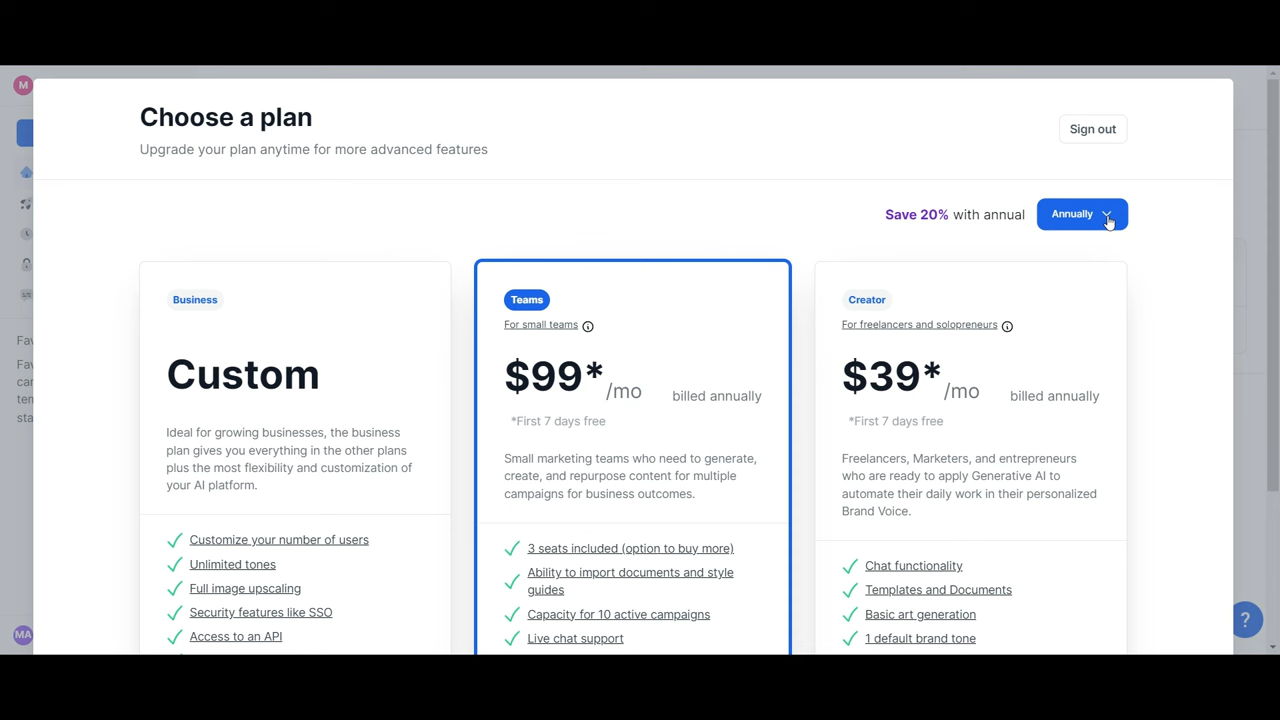 M
Choose a plan
Upgrade your plan anytime for more advanced features
Sign out
Save 20% with annual
Annually
Business
Custom
Ideal for growing businesses, the business
plan gives you everything in the other plans
plus the most flexibility and customization of
your AI platform.
Customize your number of users
Unlimited tones
Full image upscaling
Security features like SSO
Access to an API
Teams
For small teams
$99*/mo billed annually
*First 7 days free
Small marketing teams who need to generate,
create, and repurpose content for multiple
campaigns for business outcomes.
3 seats included (option to buy more)
Ability to import documents and style
guides
Capacity for 10 active campaigns
Live chat support
Creator
For freelancers and solopreneurs
$39*/mo billed annually
*First 7 days free
Freelancers, Marketers, and entrepreneurs
who are ready to apply Generative AI to
automate their daily work in their personalized
Brand Voice.
Chat functionality
Templates and Documents
Basic art generation
1 default brand tone
Fav
Fav
can
tem
sta
MA
?